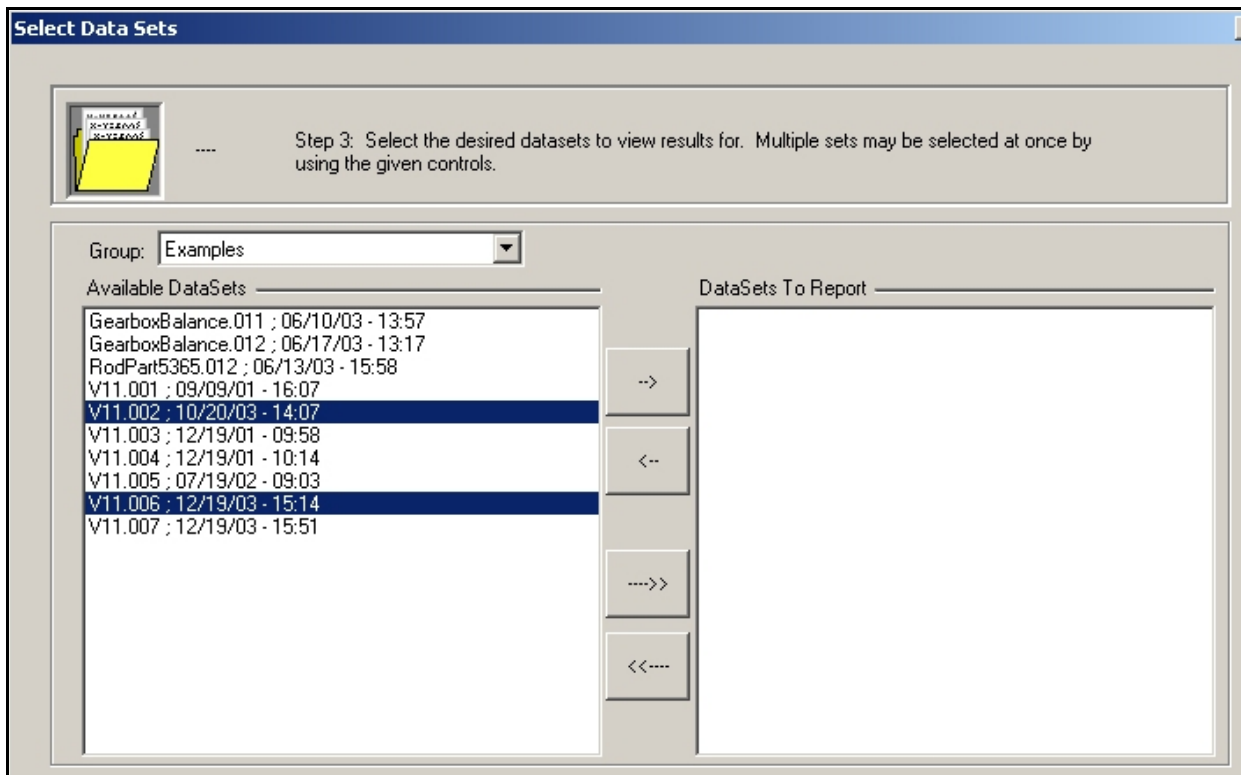 Select Data Sets
----
Step 3:  Select the desired datasets to view results for.  Multiple sets may be selected at once by
using the given controls.
Group:
Examples
Available DataSets
GearboxBalance.011 ; 06/10/03 - 13:57
GearboxBalance.012 ; 06/17/03 - 13:17
RodPart5365.012 ; 06/13/03 - 15:58
V11.001 ; 09/09/01 - 16:07
V11.002 ; 10/20/03 - 14:07
V11.003 ; 12/19/01 - 09:58
V11.004 ; 12/19/01 - 10:14
V11.005 ; 07/19/02 - 09:03
V11.006 ; 12/19/03 - 15:14
V11.007 ; 12/19/03 - 15:51
-->
<--
---->>
<<----
DataSets To Report